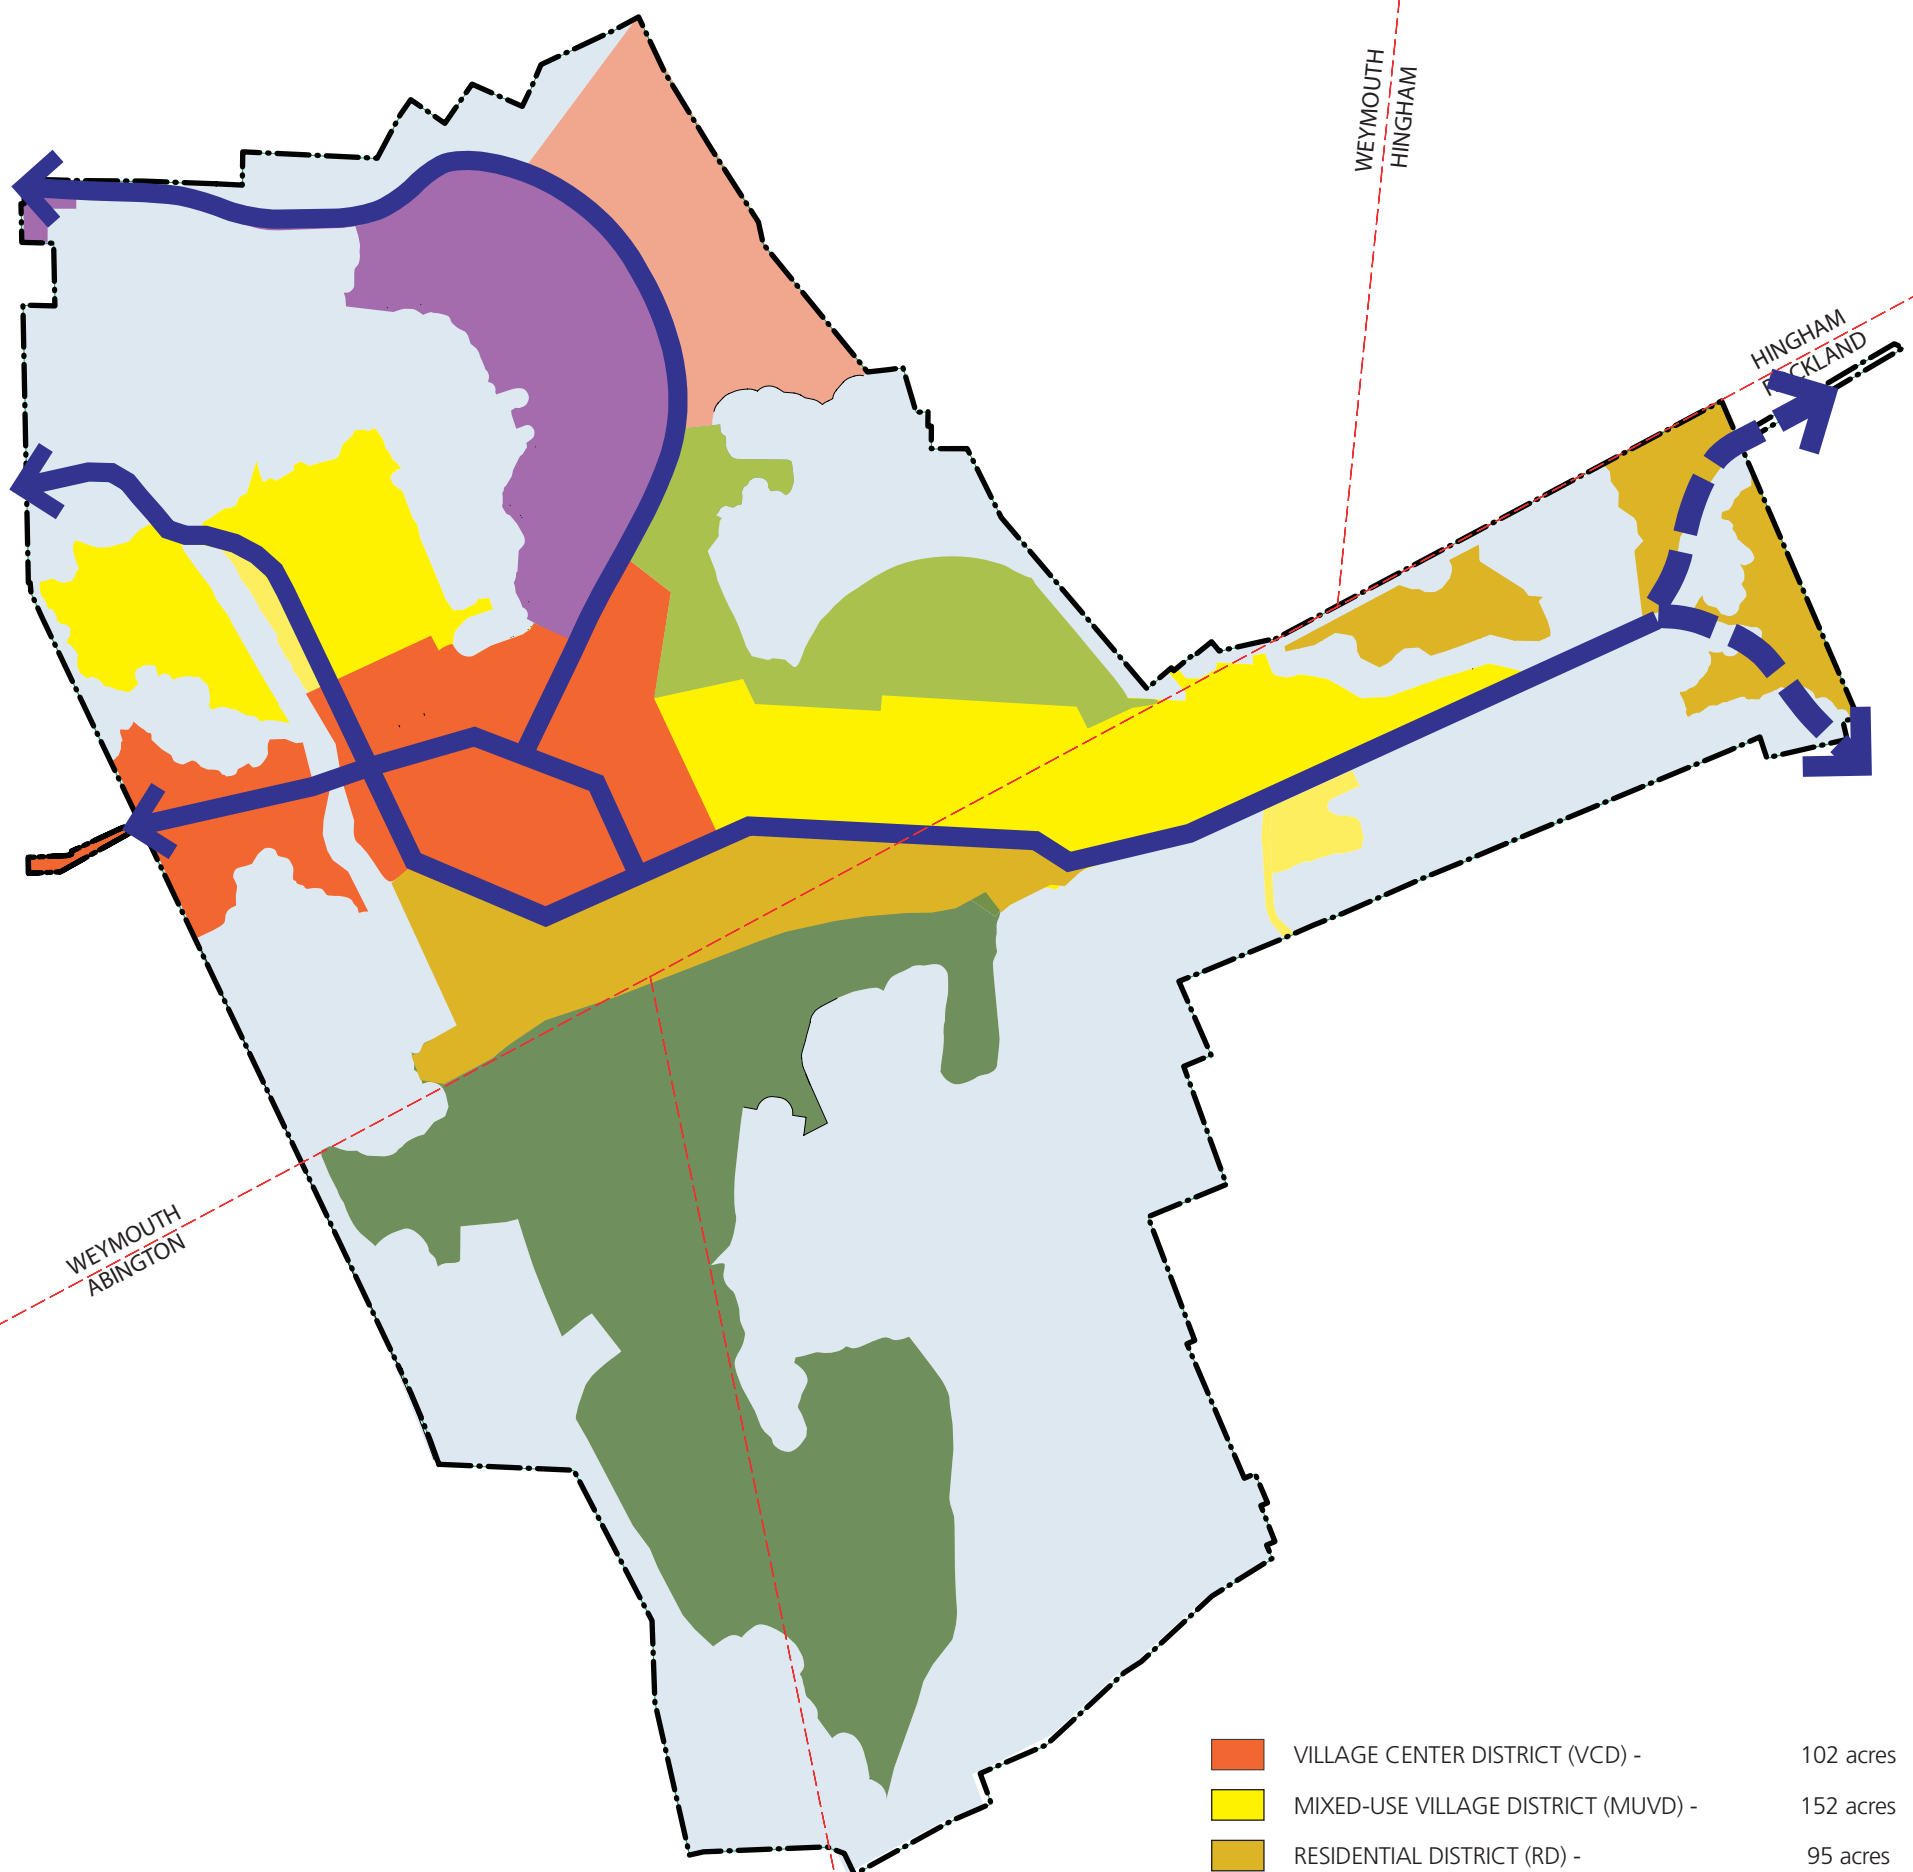 WEYMOUTH
HINGHAM
HINGHAM
WEYMOUTH
ABINGTON
VILLAGE CENTER DISTRICT (VCD) - 102 acres
MIXED-USE VILLAGE DISTRICT (MUVD) - 152 acres
RESIDENTIAL DISTRICT (RD) - 95 acres